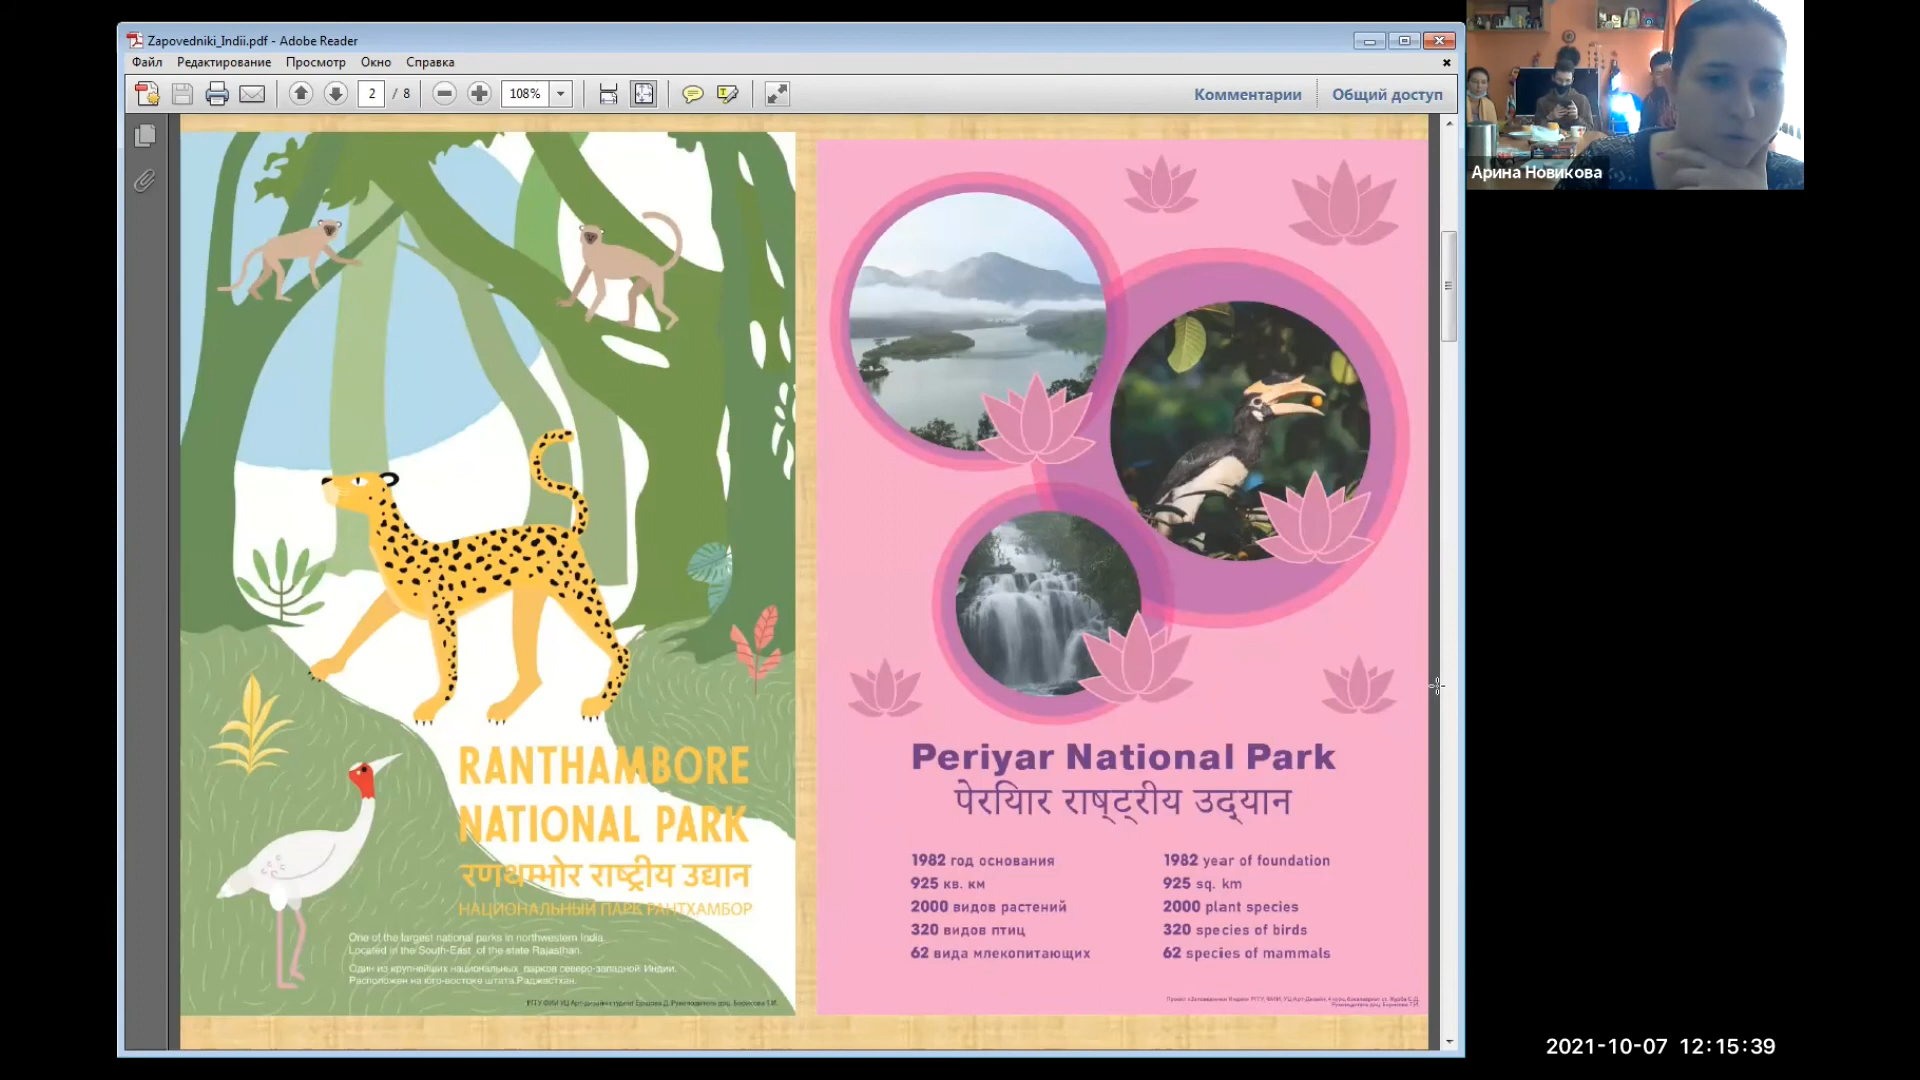 Zapovedniki_Indii.pdf - Adobe Reader
Файл Редактирование Просмотр Окно Справка
2 / 8 108% Комментарии Общий доступ
RANTHAMBORE
NATIONAL PARK
रणथम्भोर राष्ट्रीय उद्यान
НАЦИОНАЛЬНЫЙ ПАРК РАНТХАМБОР
One of the largest national parks in northwestern India.
Located in the South-East of the state Rajasthan.
Один из крупнейших национальных парков северо-западной Индии.
Расположен на юго-востоке штата Раджастхан.
Periyar National Park
पेरियार राष्ट्रीय उद्यान
1982 год основания
925 кв. км
2000 видов растений
320 видов птиц
62 вида млекопитающих
1982 year of foundation
925 sq. km
2000 plant species
320 species of birds
62 species of mammals
Арина Новикова
2021-10-07 12:15:39